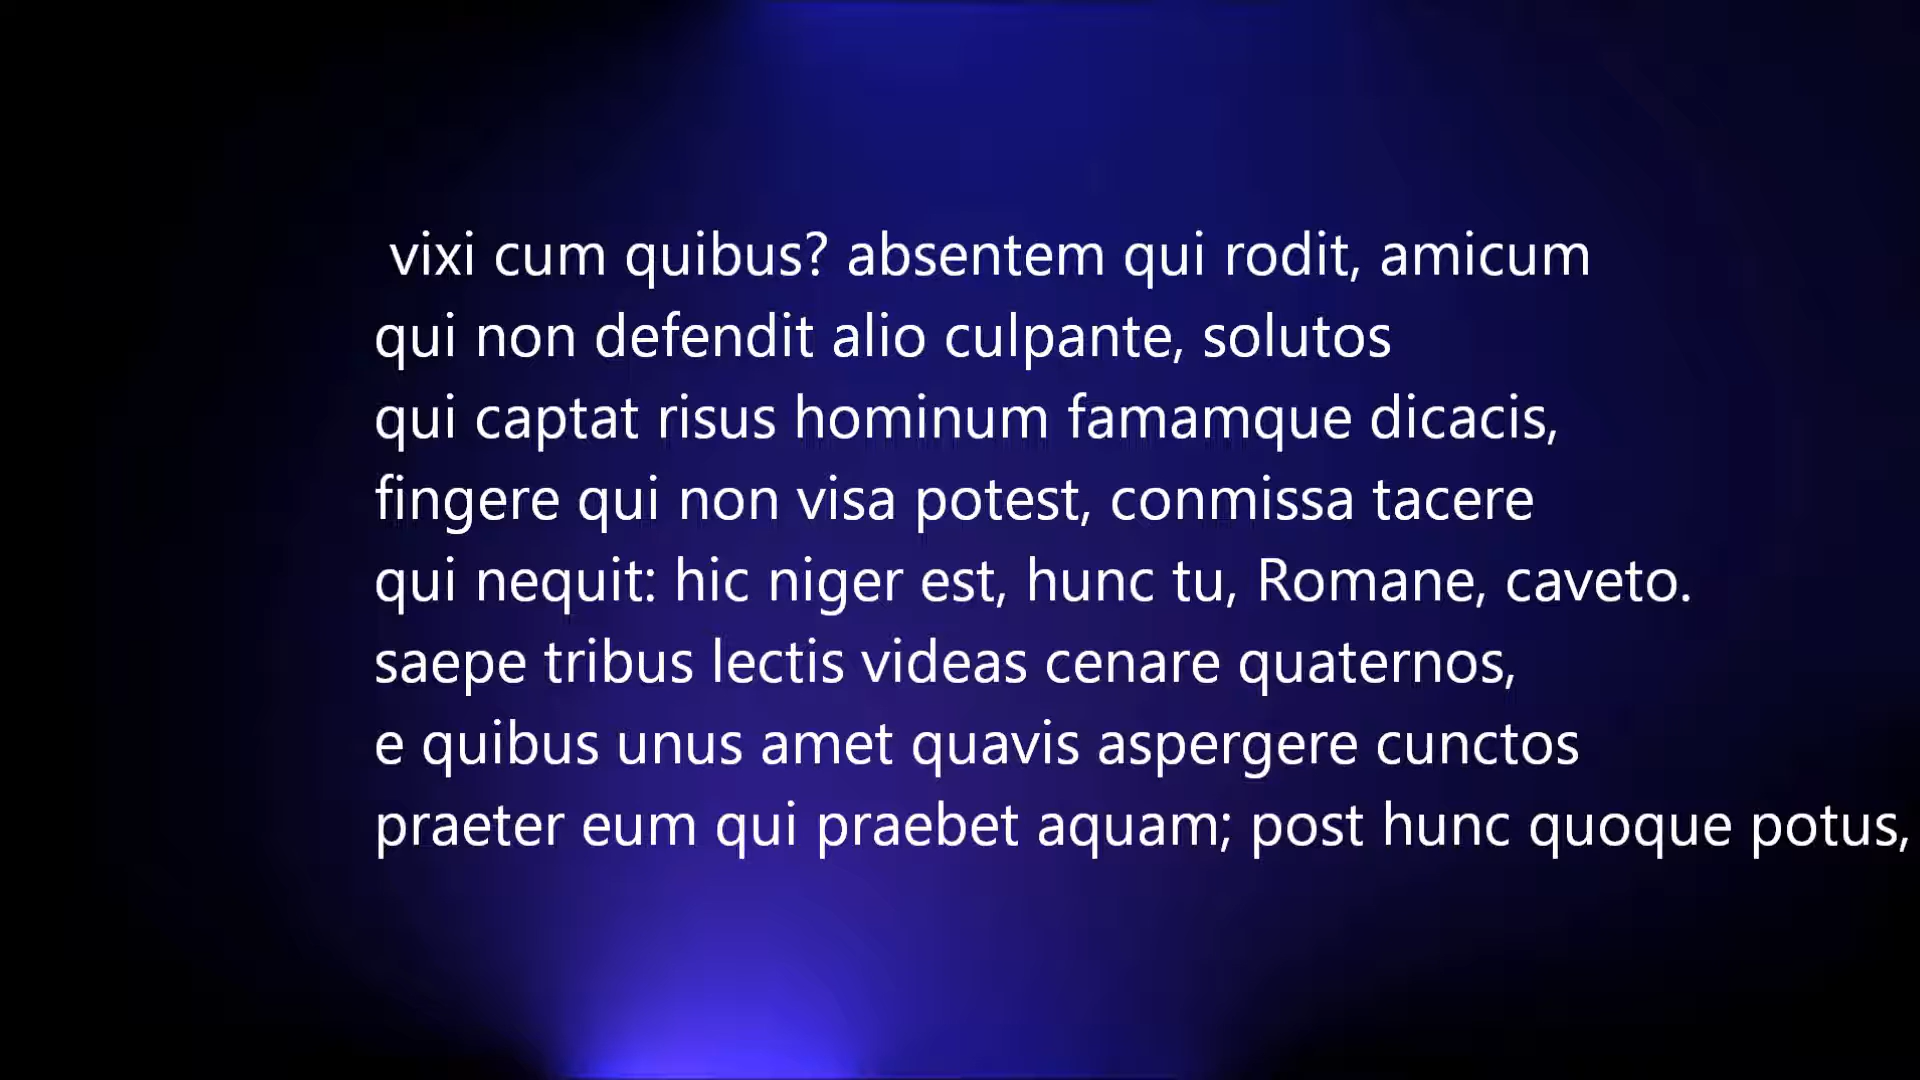 vixi cum quibus? absentem qui rodit, amicum
qui non defendit alio culpante, solutos
qui captat risus hominum famamque dicacis,
fingere qui non visa potest, conmissa tacere
qui nequit: hic niger est, hunc tu, Romane, caveto.
saepe tribus lectis videas cenare quaternos,
e quibus unus amet quavis aspergere cunctos
praeter eum qui praebet aquam; post hunc quoque potus,